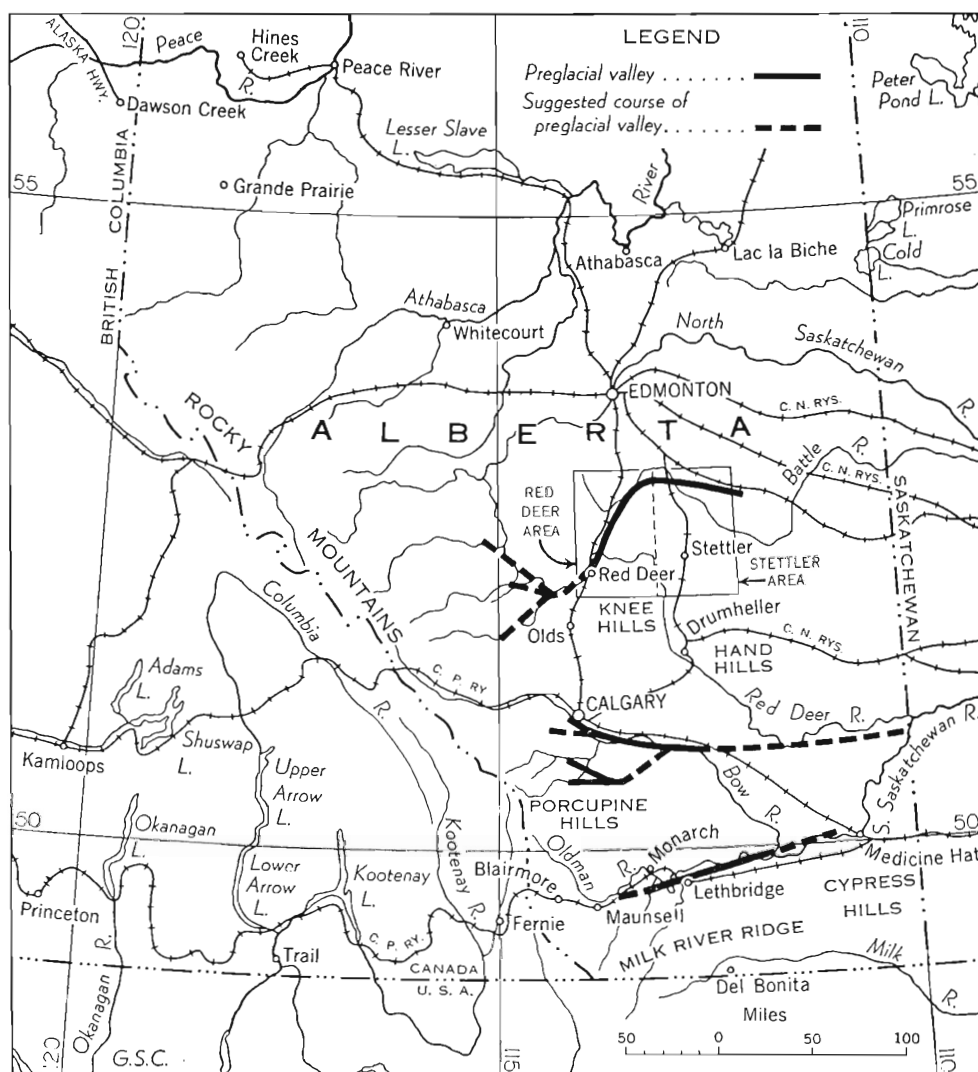 LEGEND
Preglacial valley . . . . . .
Suggested course of
preglacial valley . . . . . .
120
110
ALASKA HWY.
Peace
R.
Hines
Creek
Peace River
Dawson Creek
Peter
Pond L.
Lesser Slave
L.
55
55
Grande Prairie
River
Primrose
L.
Cold
L.
Athabasca
Lac la Biche
BRITISH
COLUMBIA
Athabasca
Whitecourt
North
Saskatchewan
R.
EDMONTON
C. N. RYS.
ROCKY
MOUNTAINS
ALBERTA
Battle
R.
C. N. RYS.
RED
DEER
AREA
SASKATCHEWAN
Stettler
STETTLER
AREA
Red Deer
KNEE
HILLS
Olds
Drumheller
HAND
HILLS
C. N. RYS.
Columbia
R.
C. P. RY
Adams
L.
CALGARY
Red Deer R.
Kamloops
Shuswap
L.
Upper
Arrow
L.
Bow
R.
S. Saskatchewan R.
PORCUPINE
HILLS
50
50
Okanagan
L.
Kootenay
R.
Oldman
R.
Monarch
Medicine Hat
Blairmore
Lower
Arrow
L.
Kootenay
L.
Lethbridge
CYPRESS
HILLS
Princeton
Fernie
Maunsell
MILK RIVER RIDGE
Milk
R.
Trail
C. P. RY.
CANADA
U. S. A.
Del Bonita
Okanagan
R.
Miles
50 0 50 100
120
G.S.C.
115
110